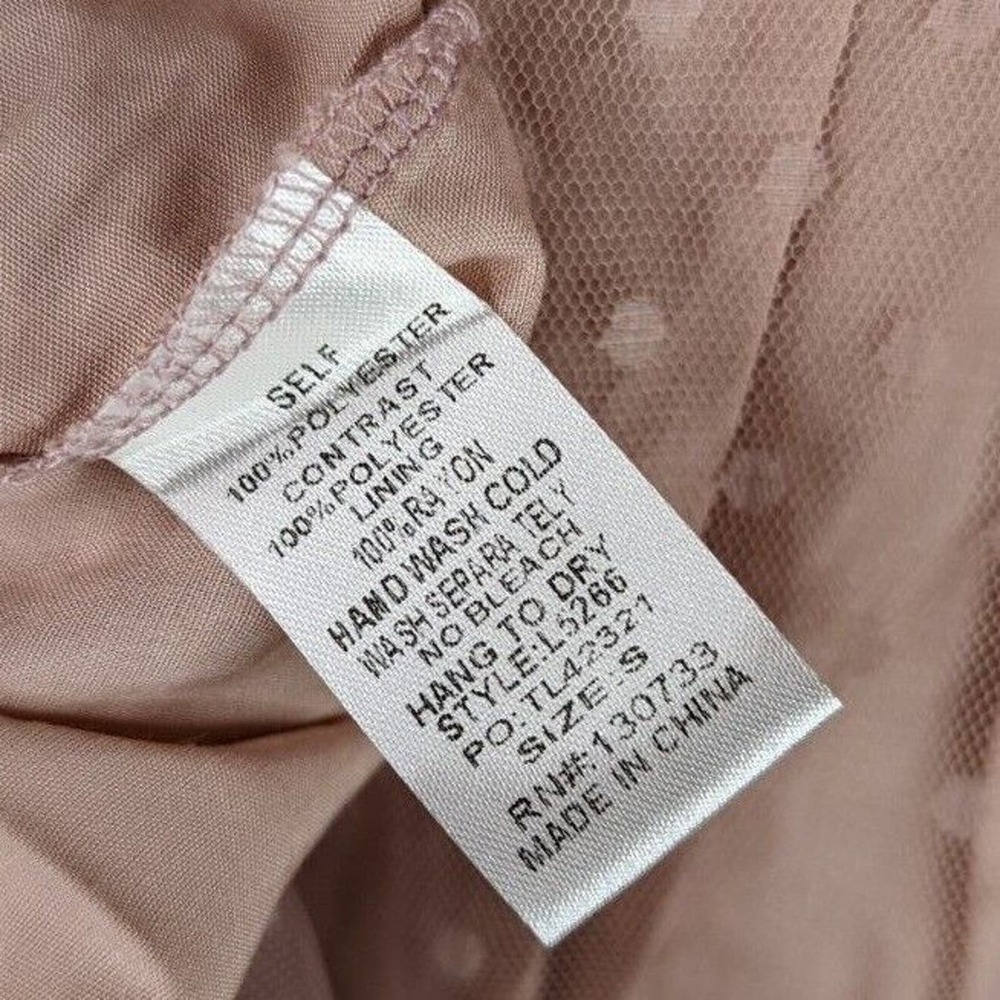 SELF
100%POLYESTER
CONTRAST
100%POLYESTER
LINING
100%RAYON
HAND WASH COLD
WASH SEPARATELY
NO BLEACH
HANG TO DRY
STYLE:L5266
PO:TL42321
SIZE:S
RN#:130733
MADE IN CHINA